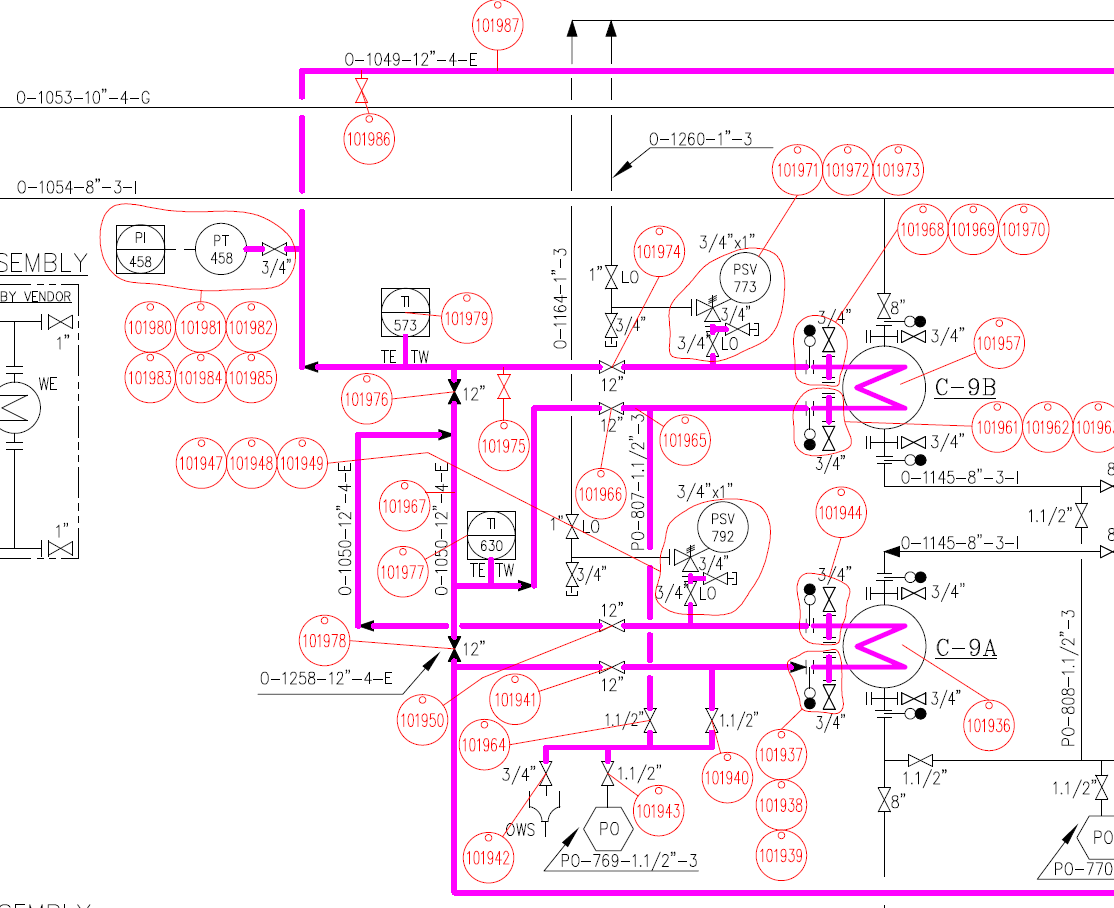 101987
O-1049-12"-4-E
O-1053-10"-4-G
101986
O-1260-1"-3
101971 101972 101973
O-1054-8"-3-I
PI
458
PT
458
3/4"
101974
3/4"x1"
PSV
773
101968 101969 101970
SEMBLY
BY VENDOR
1"
WE
1"
101980 101981 101982
101983 101984 101985
TI
573
TE TW
101979
O-1164-1"-3
1" LO
3/4"
3/4"
3/4" LO
3/4"
8"
3/4"
101957
C-9B
12"
101976
12"
101975
12"
101965
101966
3/4"
3/4"
101961 101962
O-1145-8"-3-I
8
1.1/2"
101947 101948 101949
O-1050-12"-4-E
101967
O-1050-12"-4-E
PO-807-1.1/2"-3
3/4"x1"
PSV
792
101944
1" LO
3/4"
3/4"
3/4" LO
O-1145-8"-3-I
8
TI
630
TE TW
101977
3/4"
3/4"
C-9A
101978
12"
12"
O-1258-12"-4-E
12"
101941
101950
3/4"
3/4"
101936
PO-808-1.1/2"-3
101964
1.1/2"
1.1/2"
101937
101938
101939
101940
3/4"
1.1/2"
101943
101942
OWS
PO
PO-769-1.1/2"-3
1.1/2"
8"
1.1/2"
PO
PO-770